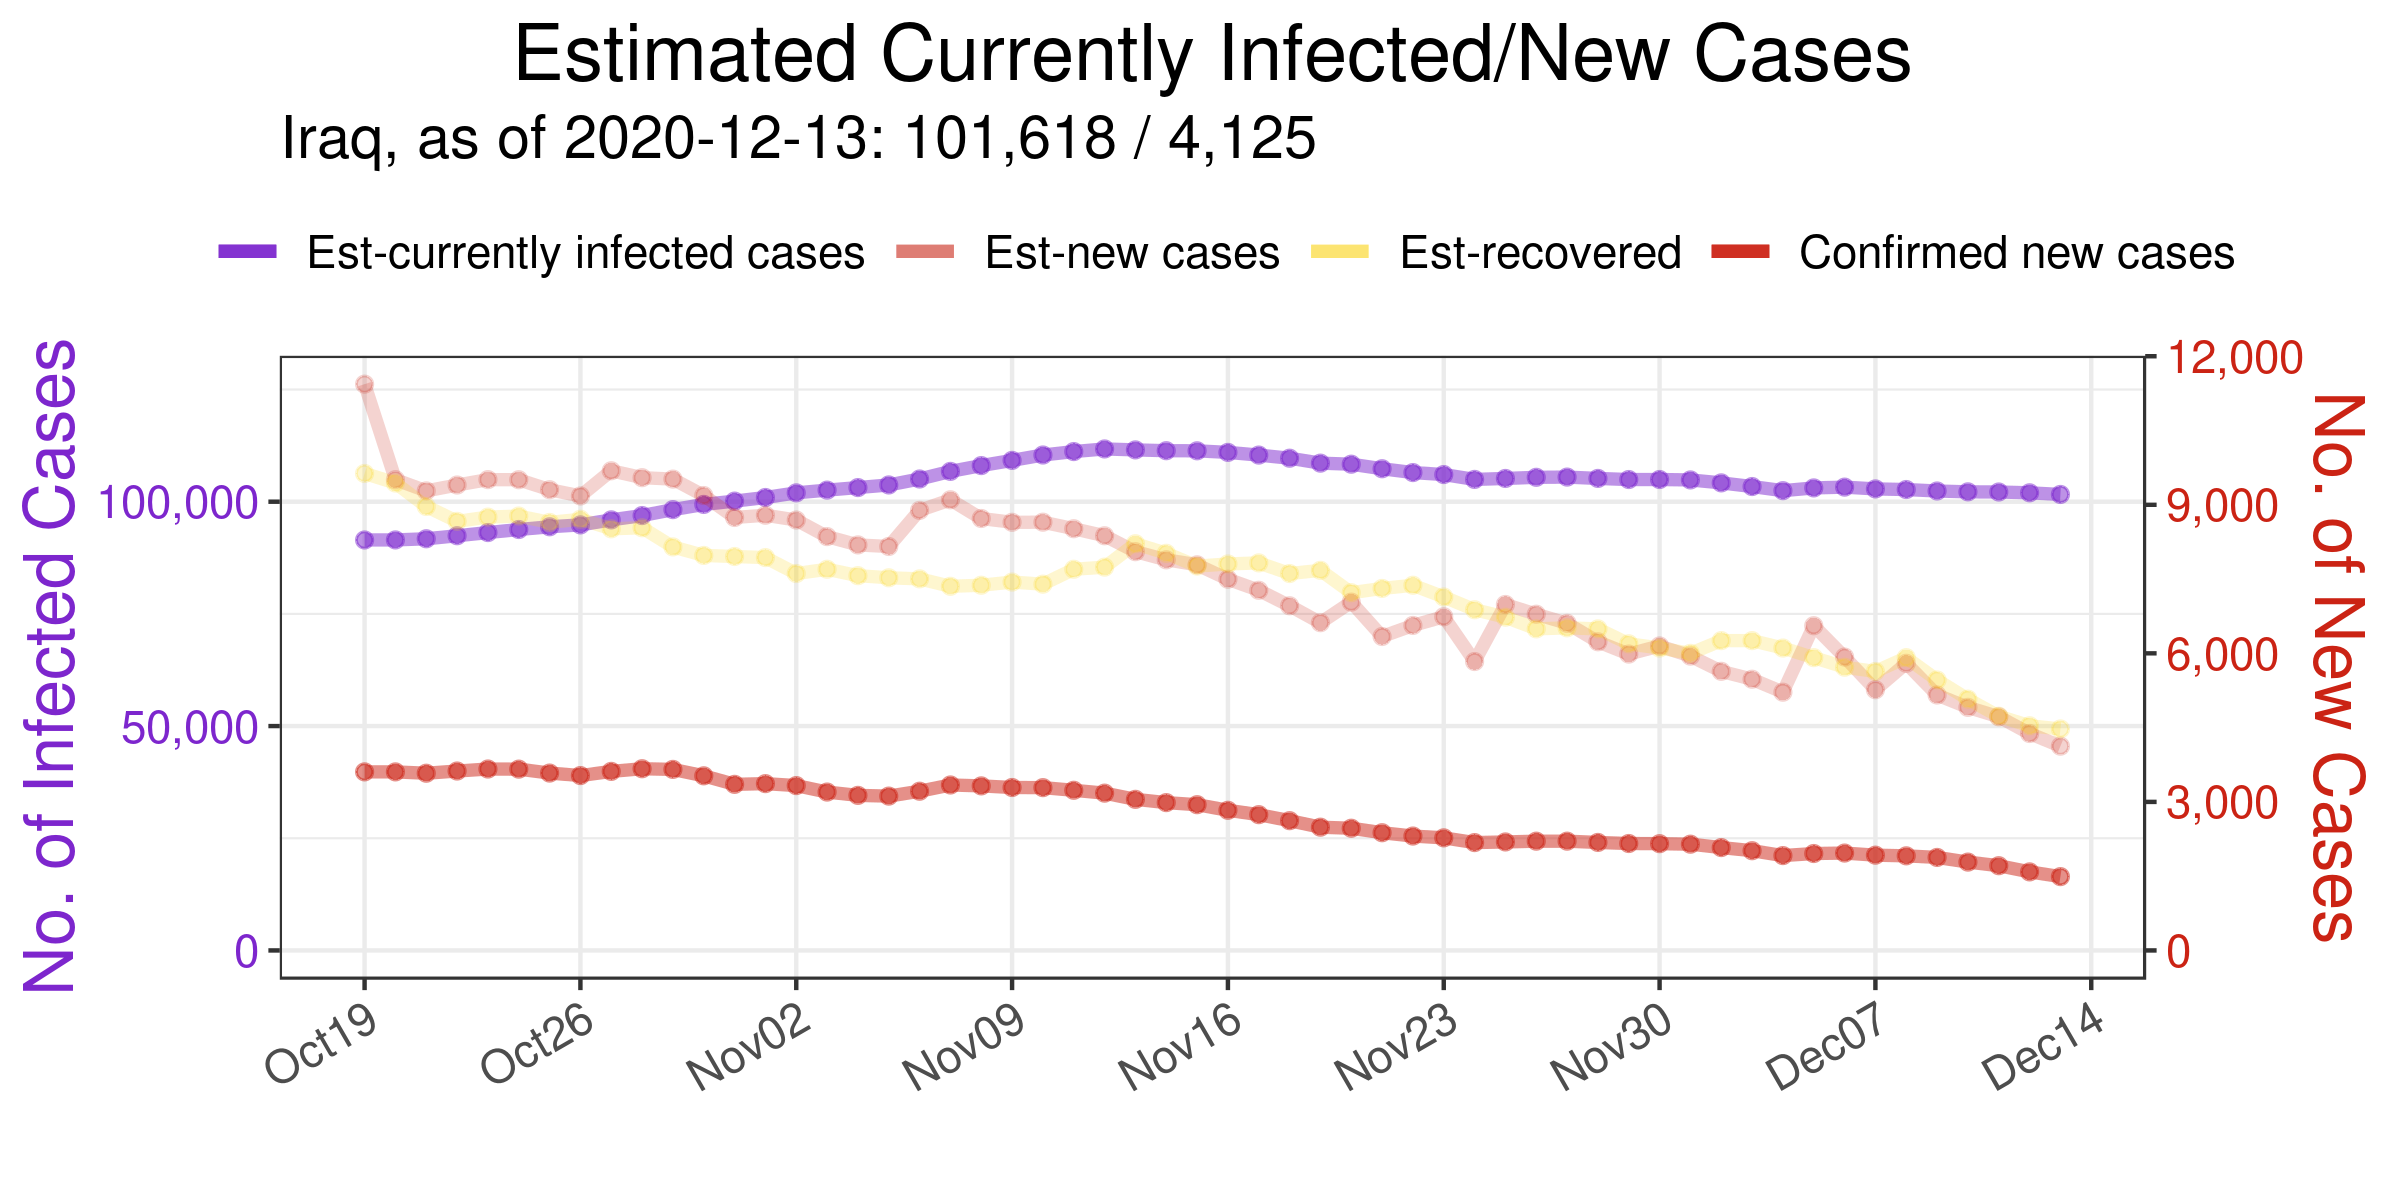 Estimated Currently Infected/New Cases
Iraq, as of 2020-12-13: 101,618 / 4,125
Est-currently infected cases Est-new cases Est-recovered Confirmed new cases
No. of Infected Cases
100,000
50,000
0
12,000
9,000
6,000
3,000
0
No. of New Cases
Oct19 Oct26 Nov02 Nov09 Nov16 Nov23 Nov30 Dec07 Dec14